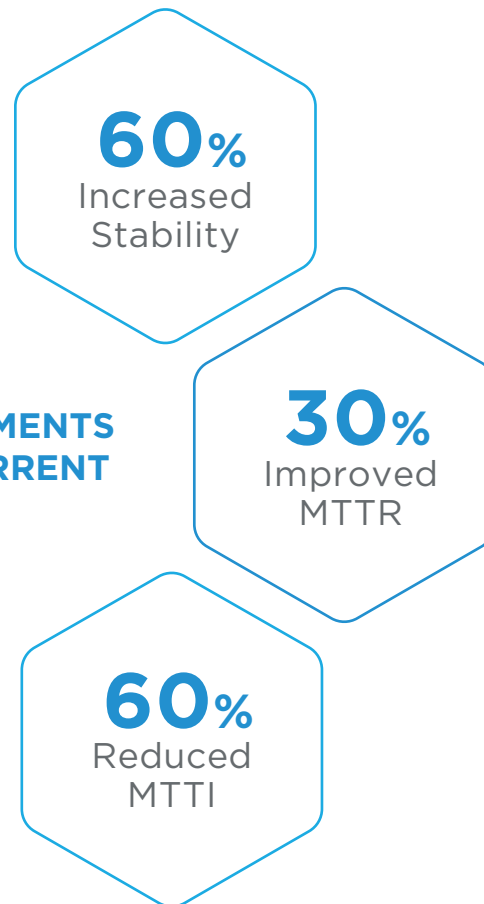 60%
Increased
Stability
MENTS
RRENT
30%
Improved
MTTR
60%
Reduced
MTTI